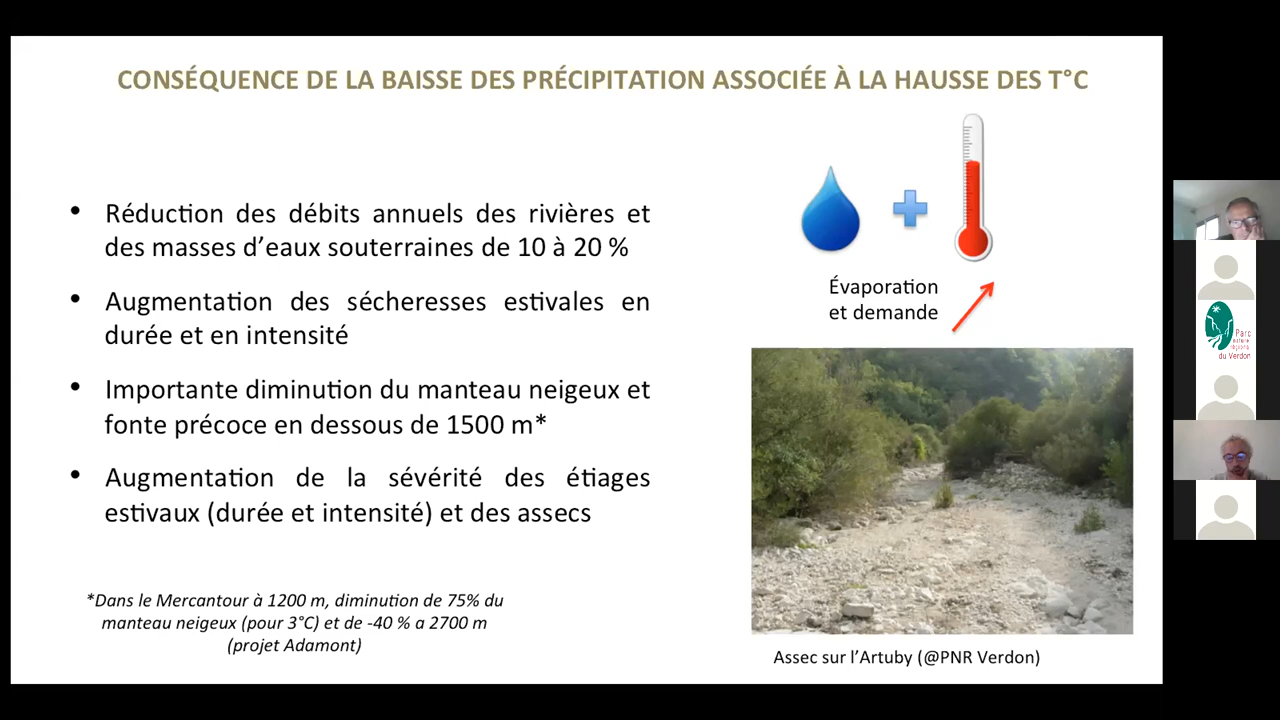 CONSÉQUENCE DE LA BAISSE DES PRÉCIPITATION ASSOCIÉE À LA HAUSSE DES T°C
• Réduction des débits annuels des rivières et
des masses d’eaux souterraines de 10 à 20 %
• Augmentation des sécheresses estivales en
durée et en intensité
• Importante diminution du manteau neigeux et
fonte précoce en dessous de 1500 m*
• Augmentation de la sévérité des étiages
estivaux (durée et intensité) et des assecs
*Dans le Mercantour à 1200 m, diminution de 75% du
manteau neigeux (pour 3°C) et de -40 % a 2700 m
(projet Adamont)
Évaporation
et demande
Assec sur l’Artuby (@PNR Verdon)
Parc
naturel
régional
du Verdon